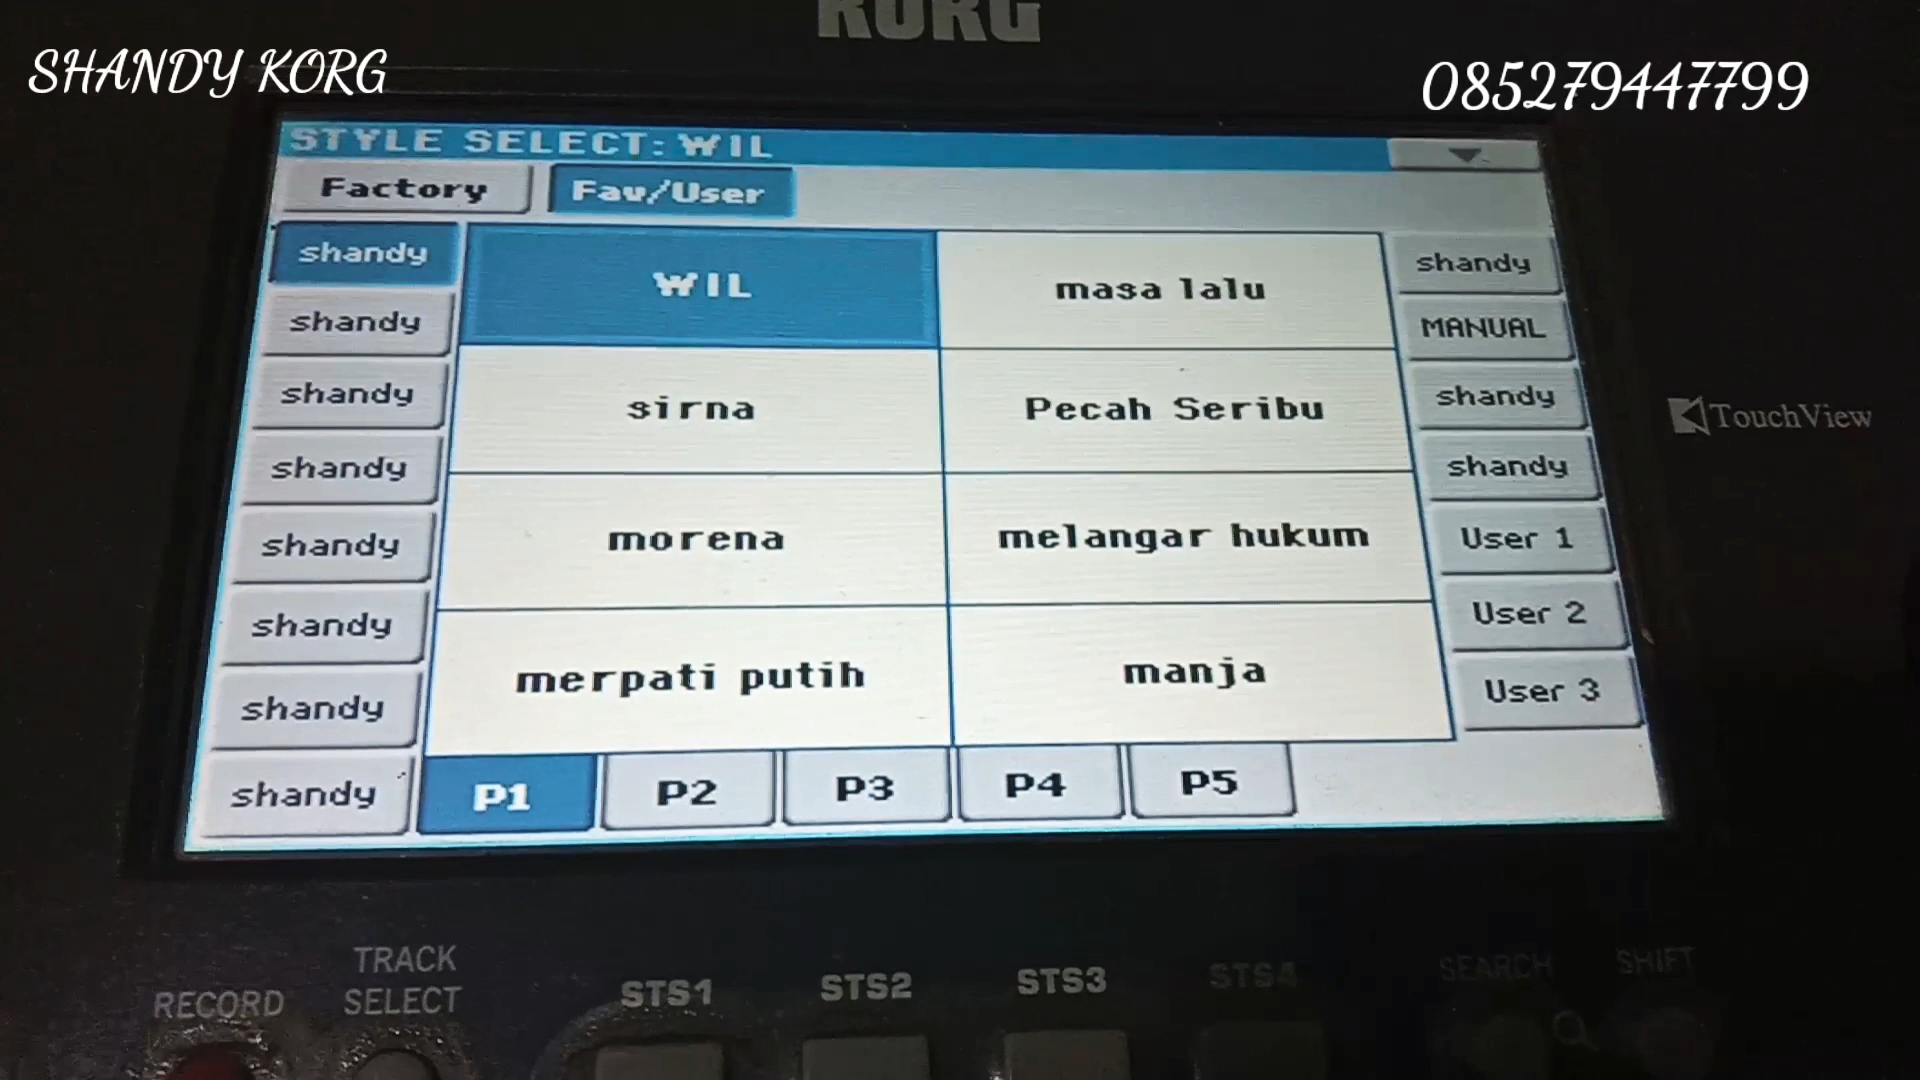 KORG
SHANDY KORG
085279447799
STYLE SELECT: WIL
Factory
Fav/User
shandy
WIL
masa lalu
shandy
shandy
MANUAL
shandy
sirna
Pecah Seribu
shandy
shandy
shandy
shandy
morena
melangar hukum
User 1
shandy
User 2
shandy
merpati putih
manja
User 3
shandy
P1
P2
P3
P4
P5
TouchView
RECORD
TRACK
SELECT
STS1
STS2
STS3
STS4
SEARCH
SHIFT